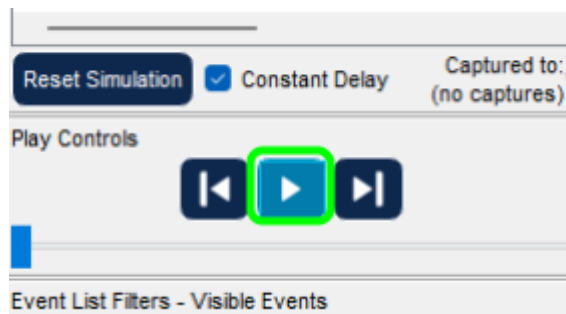 Reset Simulation
Constant Delay
Captured to:
(no captures)
Play Controls
Event List Filters - Visible Events